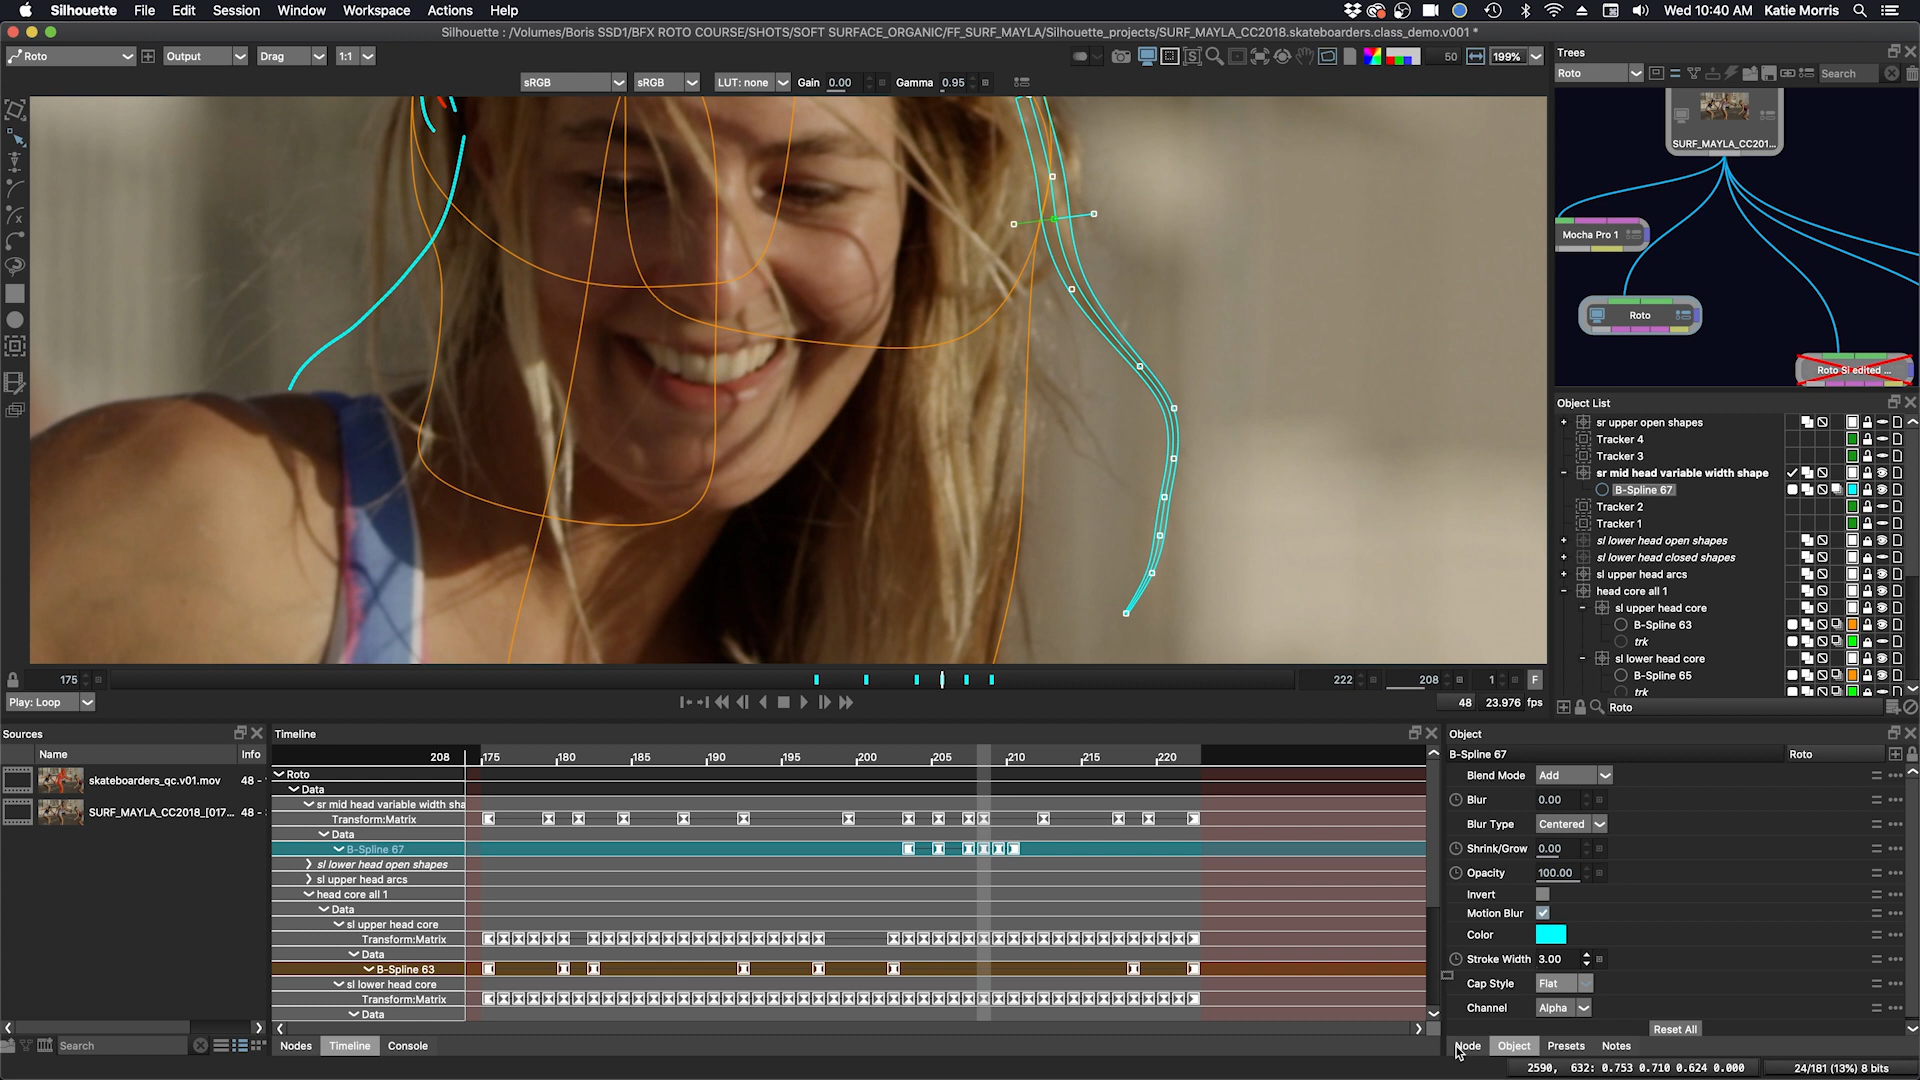 Silhouette File Edit Session Window Workspace Actions Help Wed 10:40 AM Katie Morris
Silhouette : /Volumes/Boris SSD1/BFX ROTO COURSE/SHOTS/SOFT SURFACE_ORGANIC/FF_SURF_MAYLA/Silhouette_projects/SURF_MAYLA_CC2018.skateboarders.class_demo.v001 *
Roto Output Drag 1:1 50 199%
sRGB sRGB LUT: none Gain 0.00 Gamma 0.95
Trees
Roto Search
SURF_MAYLA_CC201...
Mocha Pro 1
Roto
Roto Sl edited ...
Object List
sr upper open shapes
Tracker 4
Tracker 3
sr mid head variable width shape
B-Spline 67
Tracker 2
Tracker 1
sl lower head open shapes
sl lower head closed shapes
sl upper head arcs
head core all 1
sl upper head core
B-Spline 63
trk
sl lower head core
B-Spline 65
trk
Roto
175 222 208 1 F
Play: Loop 48 23.976 fps
Sources
Name Info
skateboarders_qc.v01.mov 48 -
SURF_MAYLA_CC2018_[017... 48 -
Search
Timeline
208 175 180 185 190 195 200 205 210 215 220
Roto
Data
sr mid head variable width sha
Transform:Matrix
Data
B-Spline 67
sl lower head open shapes
sl upper head arcs
head core all 1
Data
sl upper head core
Transform:Matrix
Data
B-Spline 63
sl lower head core
Transform:Matrix
Data
Nodes Timeline Console
Object
B-Spline 67 Roto
Blend Mode Add
Blur 0.00
Blur Type Centered
Shrink/Grow 0.00
Opacity 100.00
Invert
Motion Blur
Color
Stroke Width 3.00
Cap Style Flat
Channel Alpha
Reset All
Node Object Presets Notes
2590, 632: 0.753 0.710 0.624 0.000 24/181 (13%) 8 bits